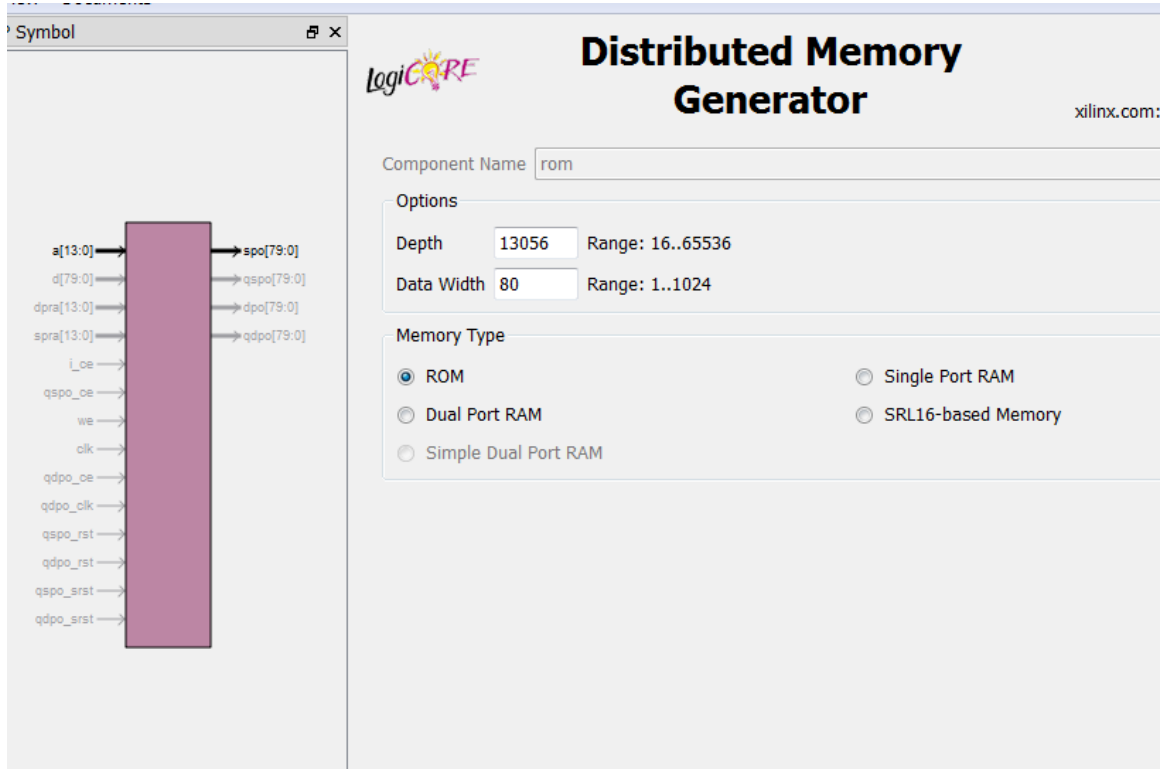 Symbol
a[13:0]
d[79:0]
dpra[13:0]
spra[13:0]
i_ce
qspo_ce
we
clk
qdpo_ce
qdpo_clk
qspo_rst
qdpo_rst
qspo_srst
qdpo_srst
spo[79:0]
qspo[79:0]
dpo[79:0]
qdpo[79:0]
LogiCORE
Distributed Memory
Generator
xilinx.com:
Component Name rom
Options
Depth 13056 Range: 16..65536
Data Width 80 Range: 1..1024
Memory Type
ROM Single Port RAM
Dual Port RAM SRL16-based Memory
Simple Dual Port RAM